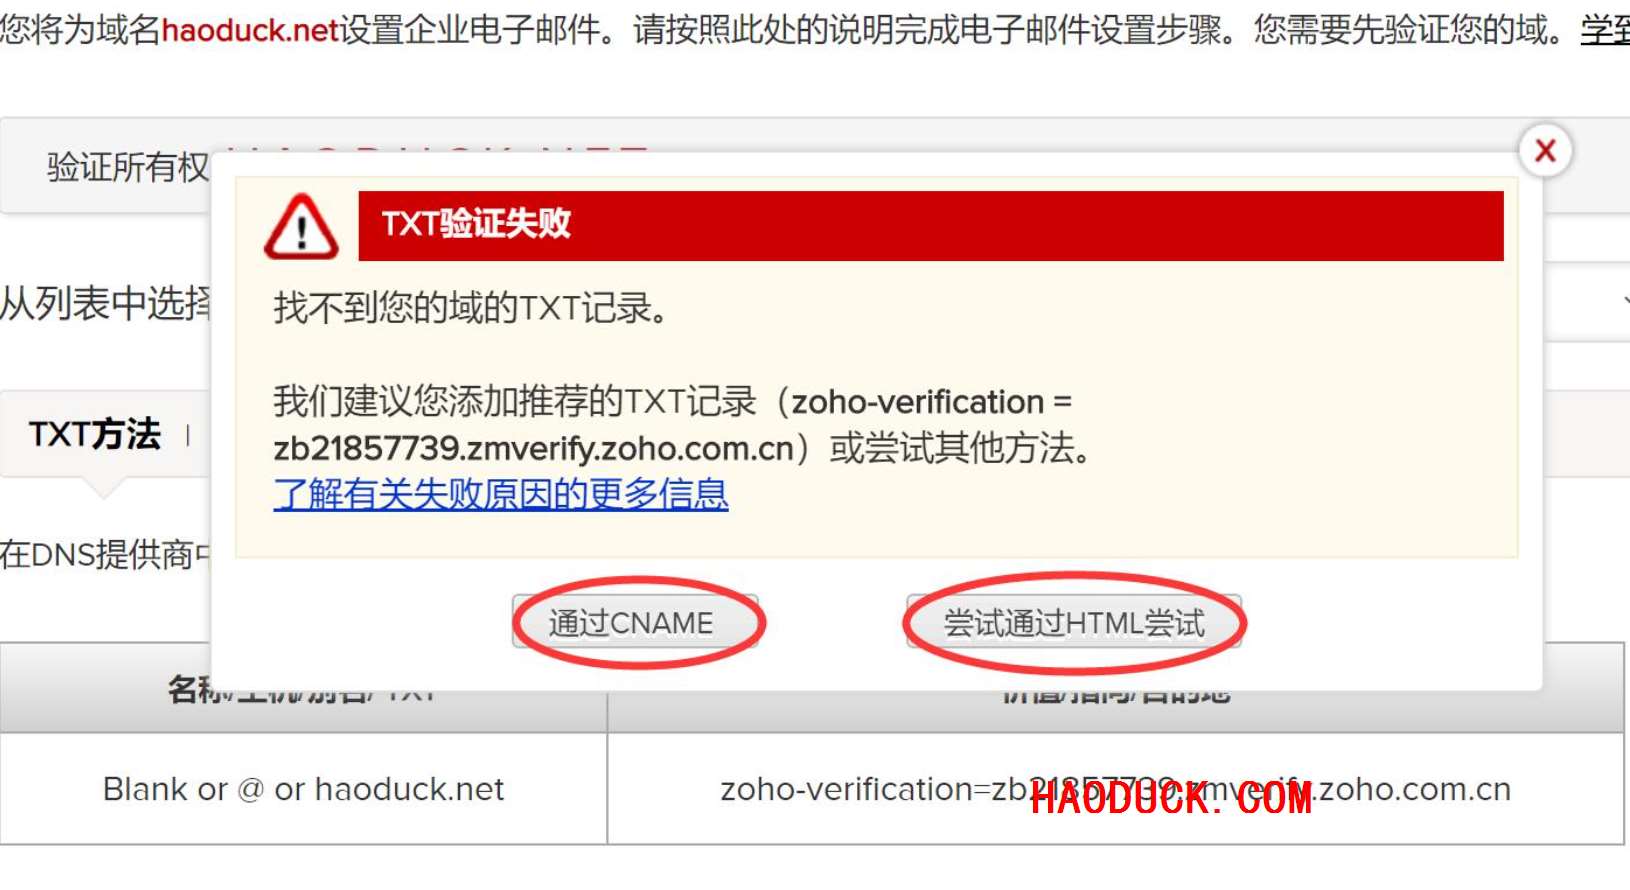 您将为域名haoduck.net设置企业电子邮件。请按照此处的说明完成电子邮件设置步骤。您需要先验证您的域。学到
验证所有权
X
TXT验证失败
从列表中选择
找不到您的域的TXT记录。
我们建议您添加推荐的TXT记录（zoho-verification =
zb21857739.zmverify.zoho.com.cn）或尝试其他方法。
了解有关失败原因的更多信息
TXT方法 |
在DNS提供商中
通过CNAME
尝试通过HTML尝试
名称/主机/别名/ TXT
价值/指向/目的地
Blank or @ or haoduck.net
zoho-verification=zb21857739.zmverify.zoho.com.cn
HAODUCK.COM